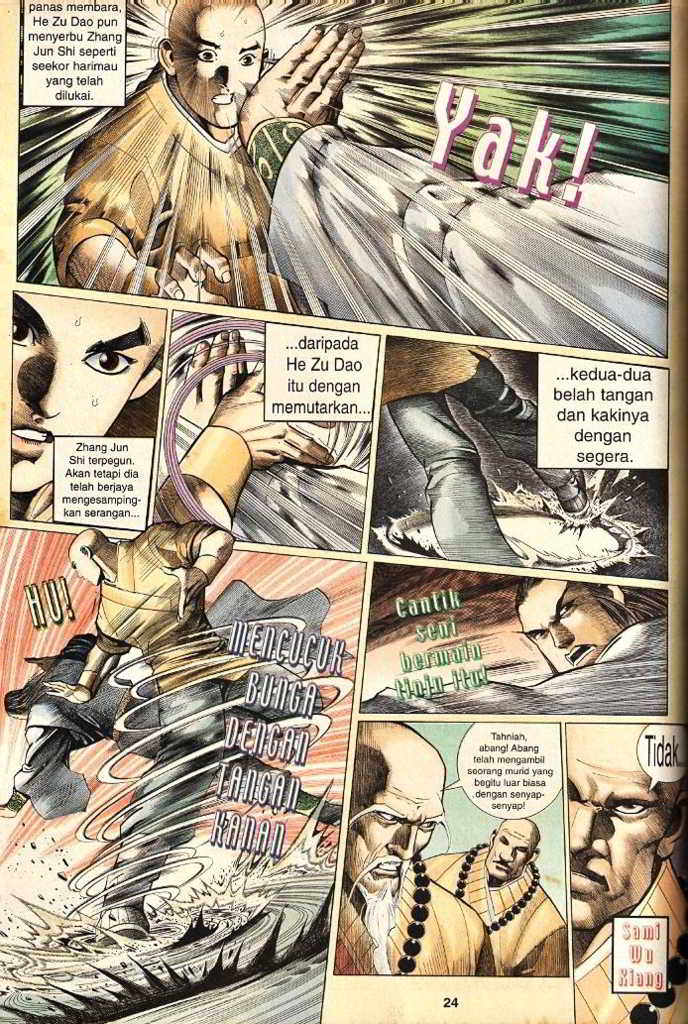 panas membara,
He Zu Dao pun
menyerbu Zhang
Jun Shi seperti
seekor harimau
yang telah
dilukai.
Yak!
Zhang Jun
Shi terpegun.
Akan tetapi dia
telah berjaya
mengesamping-
kan serangan...
...daripada
He Zu Dao
itu dengan
memutarkan...
...kedua-dua
belah tangan
dan kakinya
dengan
segera.
HU!
MENCUCUK
BUNGA
DENGAN
TANGAN
KANAN
Cantik
seni
bermain
tinju itu!
Tahniah,
abang! Abang
telah mengambil
seorang murid yang
begitu luar biasa
dengan senyap-
senyap!
Tidak...
Sami
Wu
Xiang
24